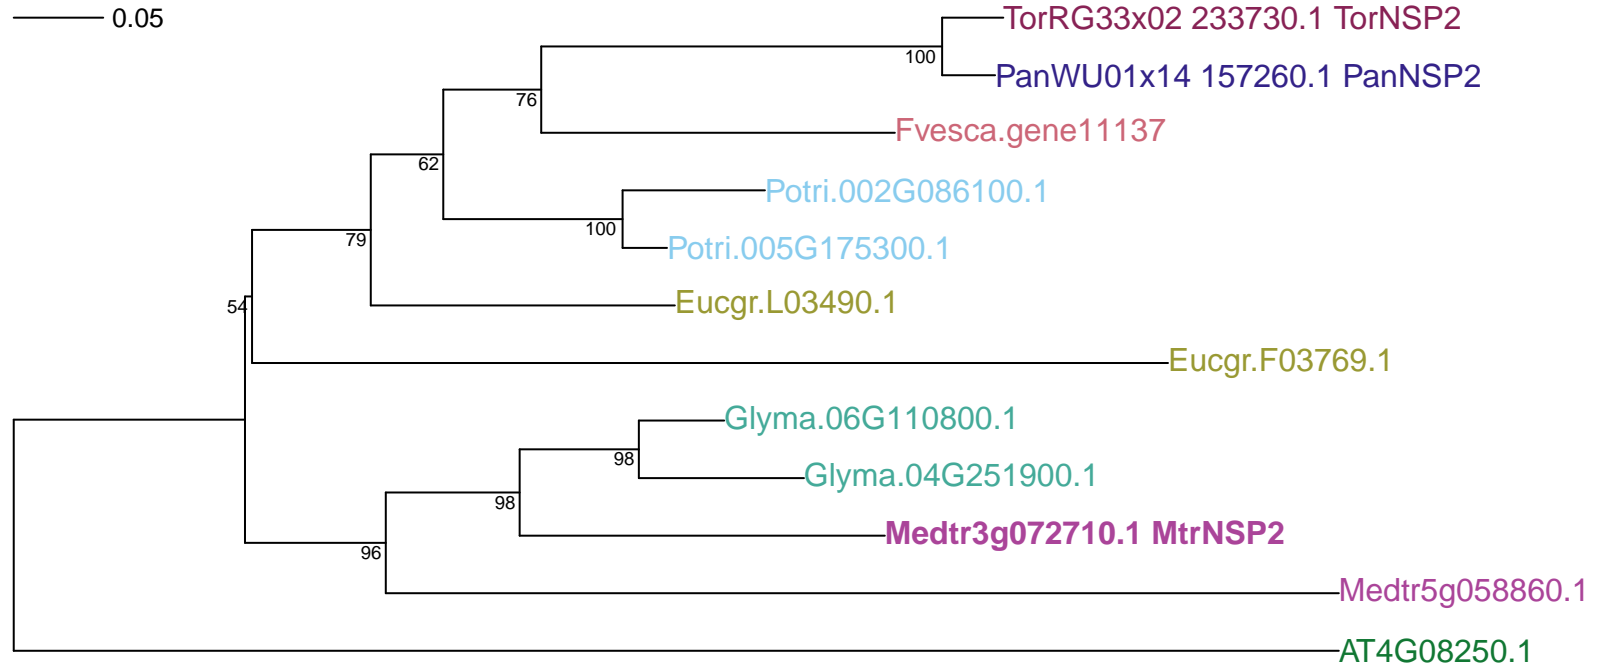 0.05
TorRG33x02 233730.1 TorNSP2
100
PanWU01x14 157260.1 PanNSP2
76
Fvesca.gene11137
62
Potri.002G086100.1
100
Potri.005G175300.1
79
Eucgr.L03490.1
54
Eucgr.F03769.1
Glyma.06G110800.1
98
Glyma.04G251900.1
98
Medtr3g072710.1 MtrNSP2
96
Medtr5g058860.1
AT4G08250.1